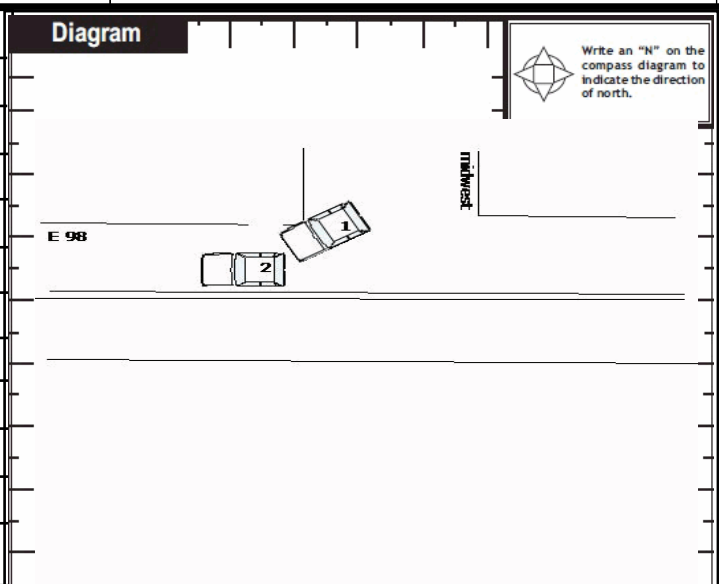 Diagram
Write an "N" on the
compass diagram to
indicate the direction
of north.
midwest
E 98
1
2